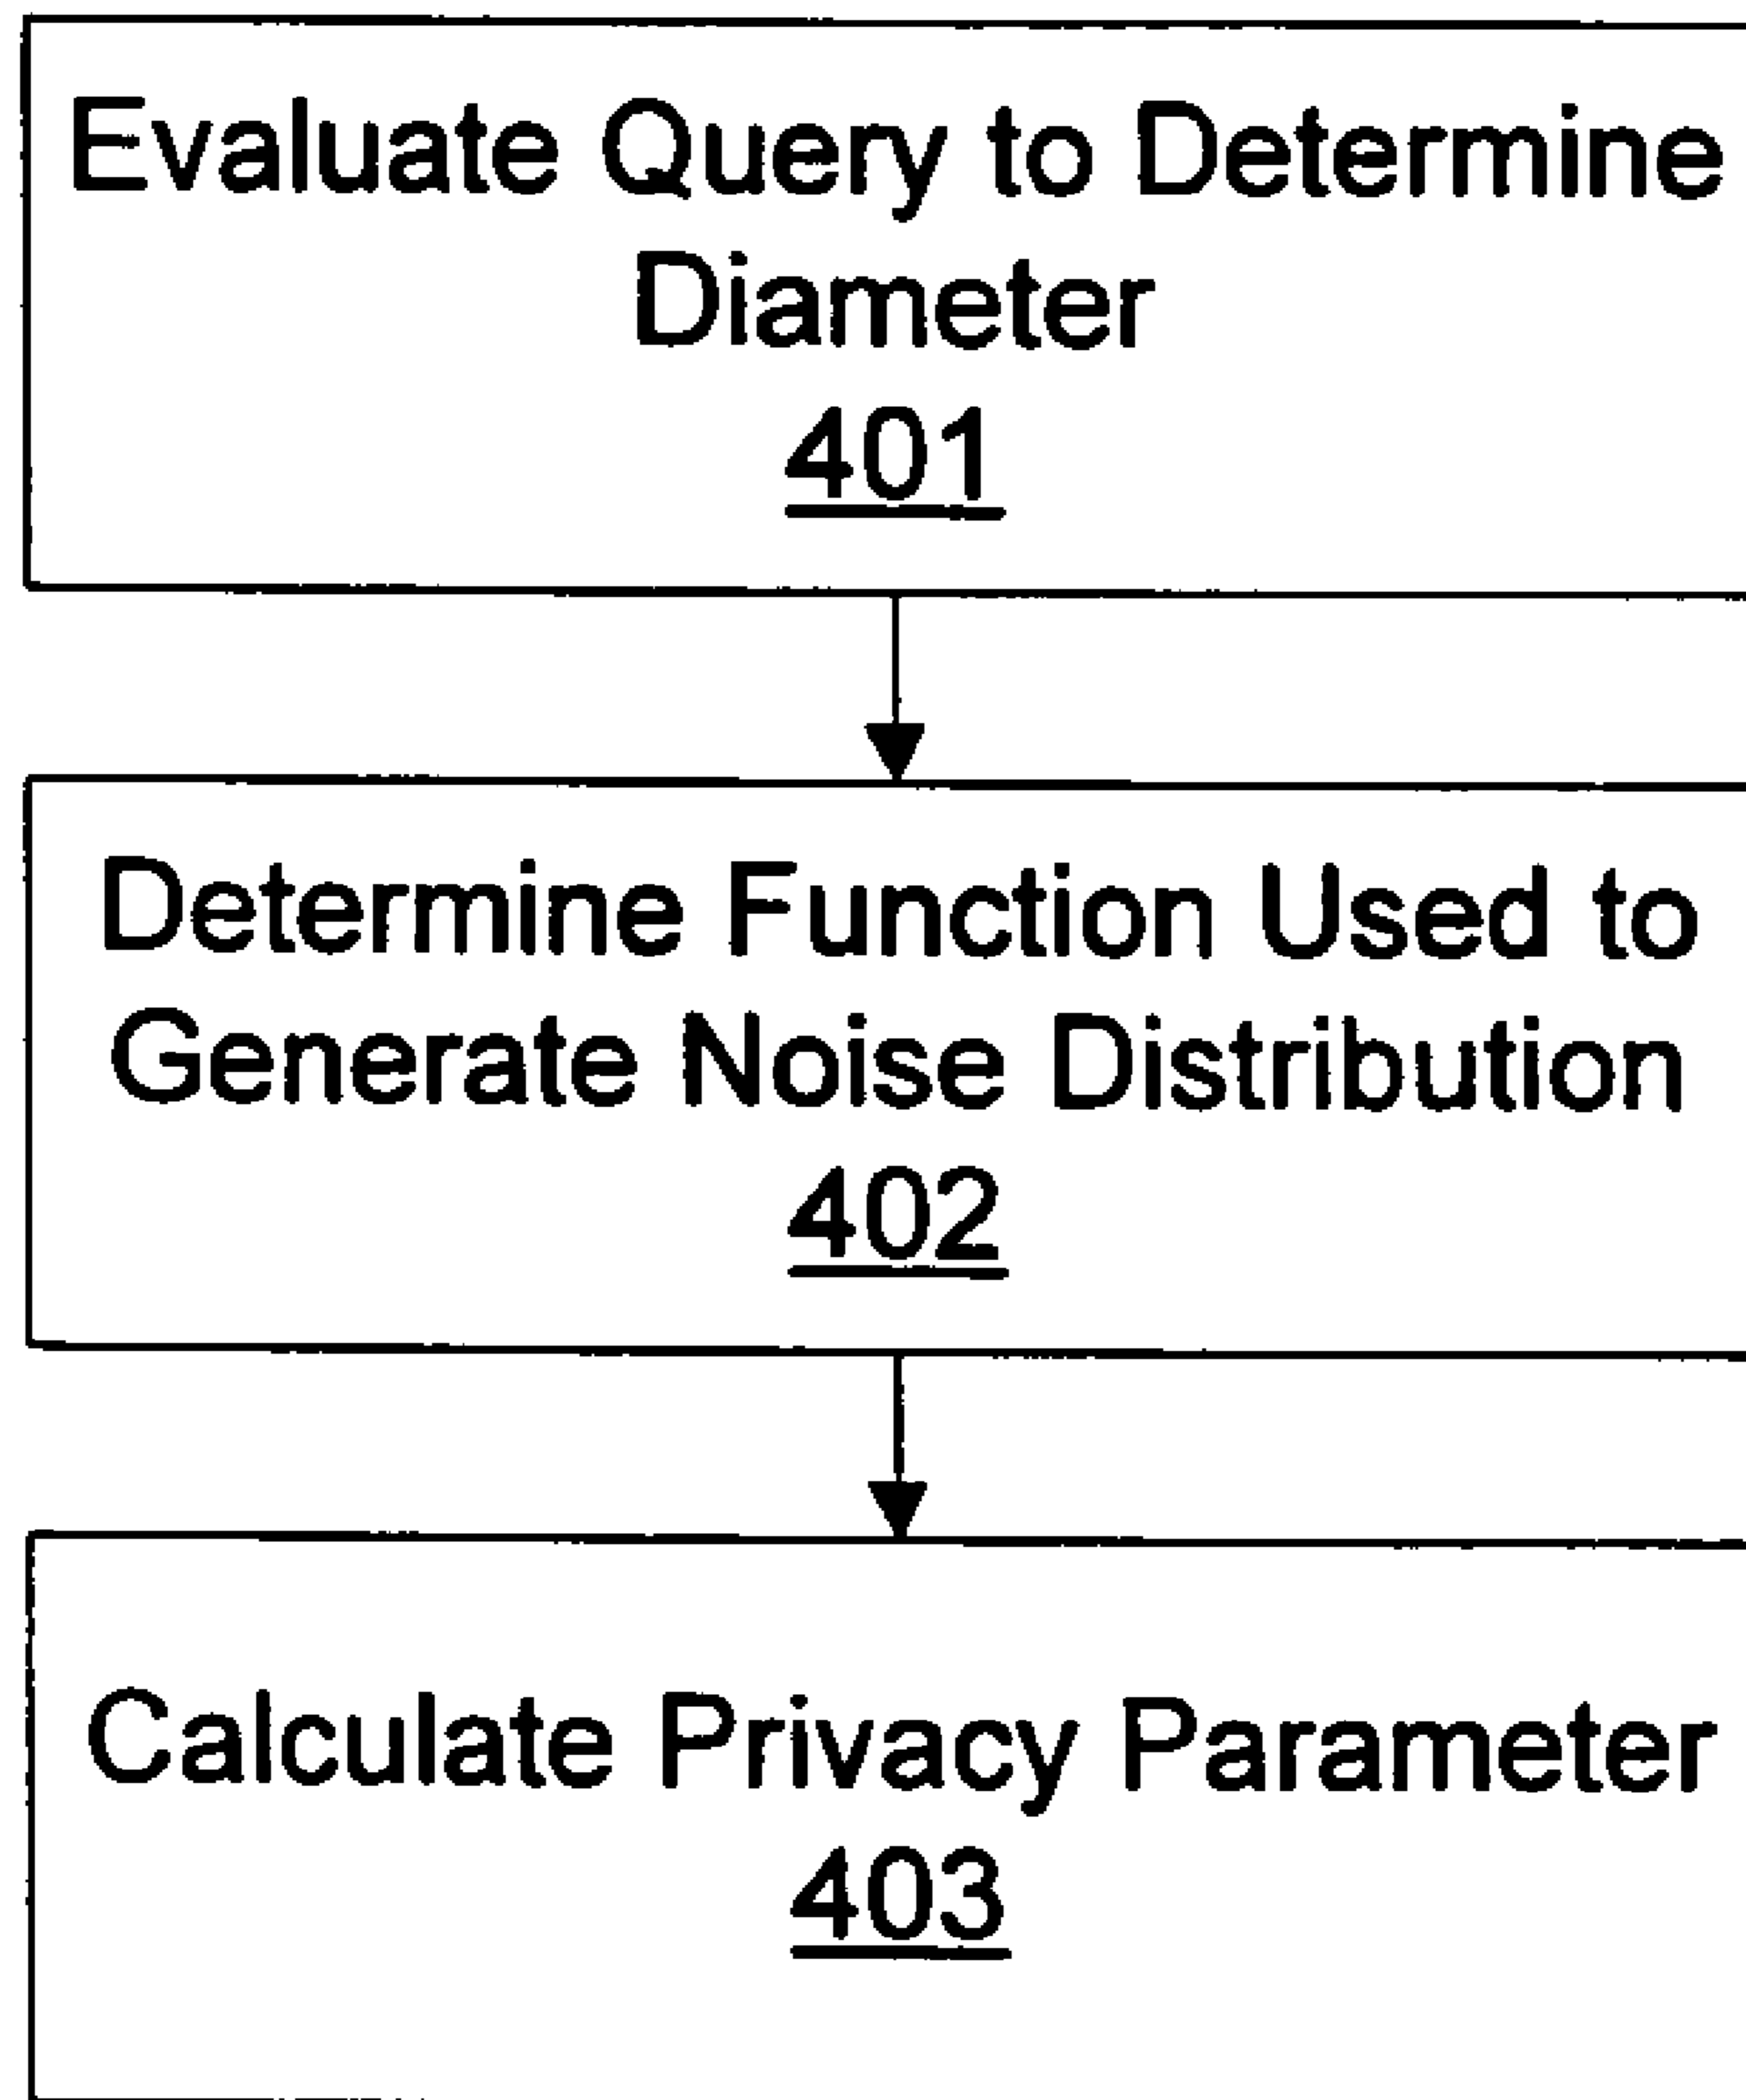 Evaluate Query to Determine
Diameter
401
Determine Function Used to
Generate Noise Distribution
402
Calculate Privacy Parameter
403